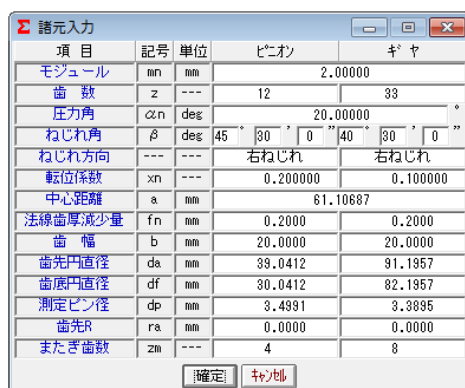 Σ 諸元入力
項 目 記号 単位 ピニオン ギヤ
モジュール mn mm 2.00000
歯 数 z --- 12 33
圧力角 αn deg 20.00000 °
ねじれ角 β deg 45 ° 30 ' 0 " 40 ° 30 ' 0 "
ねじれ方向 --- --- 右ねじれ 右ねじれ
転位係数 xn --- 0.200000 0.100000
中心距離 a mm 61.10687
法線歯厚減少量 fn mm 0.2000 0.2000
歯 幅 b mm 20.0000 20.0000
歯先円直径 da mm 39.0412 91.1957
歯底円直径 df mm 30.0412 82.1957
測定ピン径 dp mm 3.4991 3.3895
歯先R ra mm 0.0000 0.0000
またぎ歯数 zm --- 4 8
確定 キャンセル